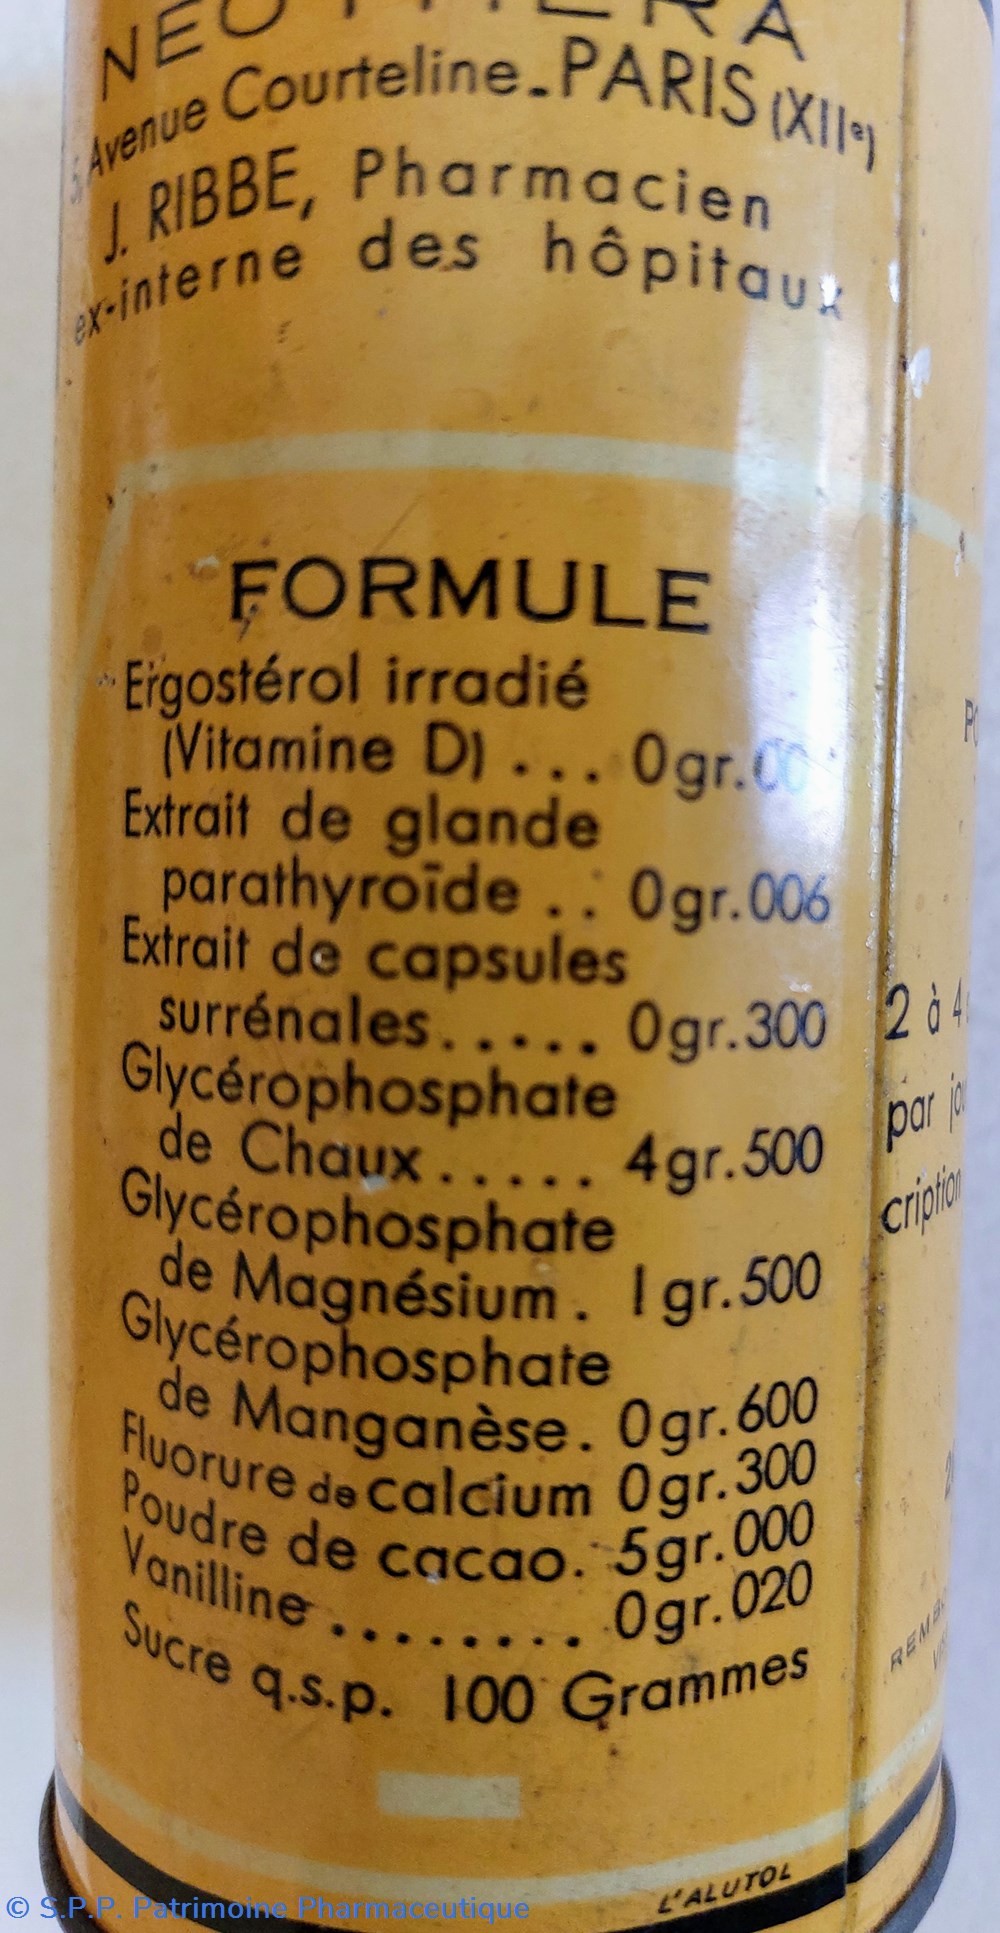 NEOTHERA
5, Avenue Courteline_PARIS (XIIe)
J. RIBBE, Pharmacien
ex-interne des hôpitaux
FORMULE
Ergostérol irradié
(Vitamine D) ... 0gr.
Extrait de glande
parathyroïde .. 0gr.006
Extrait de capsules
surrénales..... 0gr.300
Glycérophosphate
de Chaux..... 4gr.500
Glycérophosphate
de Magnésium. 1gr.500
Glycérophosphate
de Manganèse. 0gr.600
Fluorure de calcium 0gr.300
Poudre de cacao. 5gr.000
Vanilline ........ 0gr.020
Sucre q.s.p. 100 Grammes
L'ALUTOL
2 à 4
par
cription
© S.P.P. Patrimoine Pharmaceutique